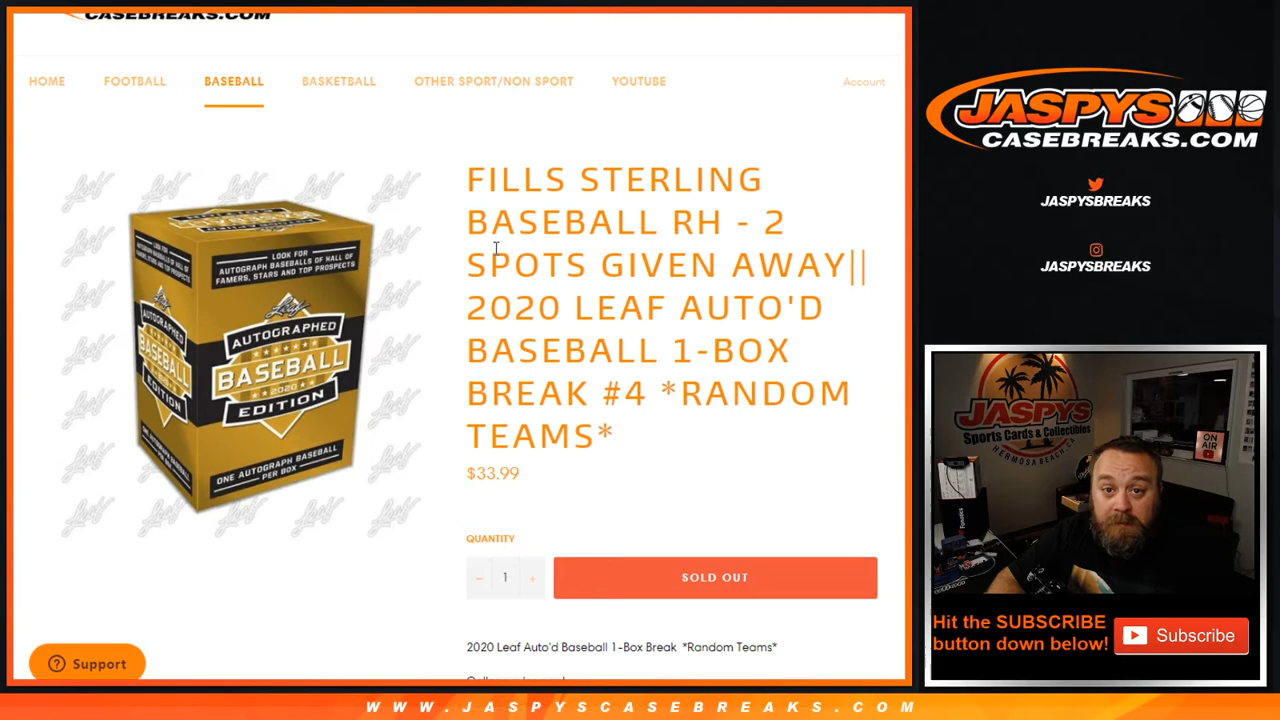 CASEBREAKS.COM
HOME FOOTBALL BASEBALL BASKETBALL OTHER SPORT/NON SPORT YOUTUBE Account
FILLS STERLING
BASEBALL RH - 2
SPOTS GIVEN AWAY||
2020 LEAF AUTO'D
BASEBALL 1-BOX
BREAK #4 *RANDOM
TEAMS*
$33.99
QUANTITY
− 1 +
SOLD OUT
2020 Leaf Auto'd Baseball 1-Box Break *Random Teams*
Support
Leaf
LOOK FOR
AUTOGRAPH BASEBALLS OF HALL OF
FAMERS, STARS AND TOP PROSPECTS
Leaf
AUTOGRAPHED
BASEBALL
2020
EDITION
ONE AUTOGRAPH BASEBALL
PER BOX
JASPYS
CASEBREAKS.COM
JASPYSBREAKS
JASPYSBREAKS
JASPYS
Sports Cards & Collectibles
HERMOSA BEACH, CA
ON
AIR
Fanatics
Hit the SUBSCRIBE
button down below!
Subscribe
WWW.JASPYSCASEBREAKS.COM